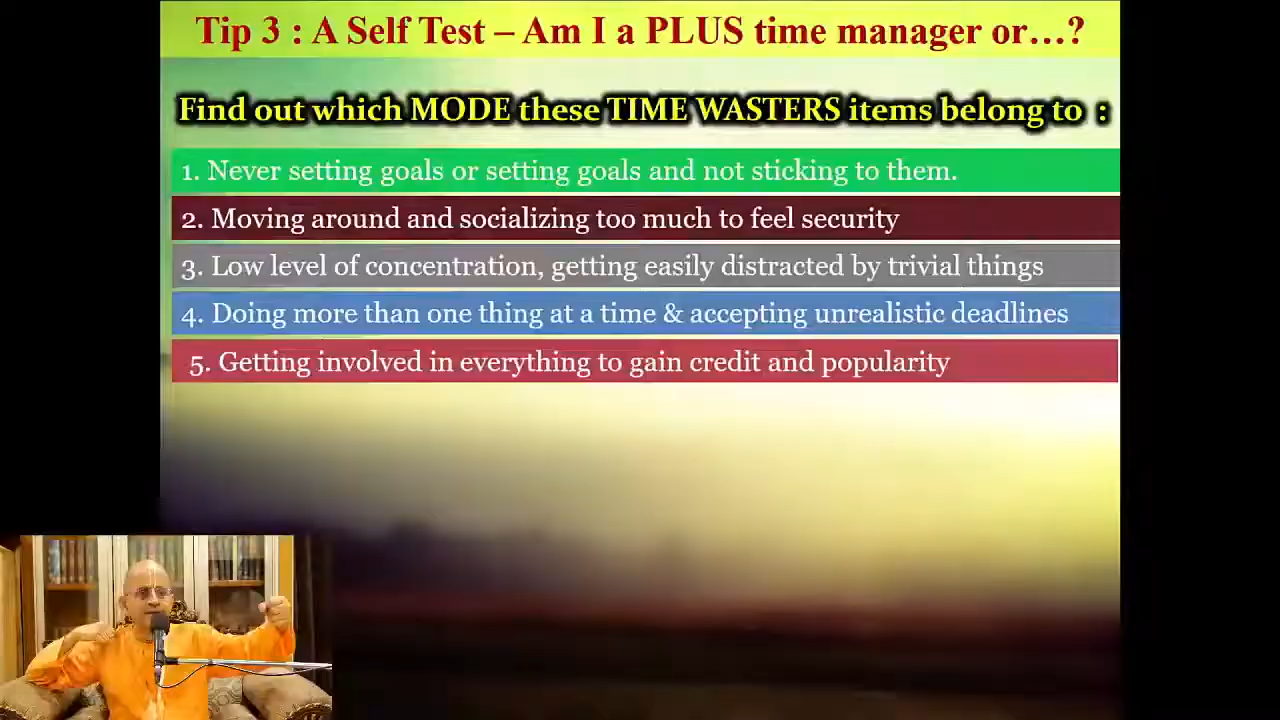 Tip 3 : A Self Test – Am I a PLUS time manager or…?
Find out which MODE these TIME WASTERS items belong to :
1. Never setting goals or setting goals and not sticking to them.
2. Moving around and socializing too much to feel security
3. Low level of concentration, getting easily distracted by trivial things
4. Doing more than one thing at a time & accepting unrealistic deadlines
5. Getting involved in everything to gain credit and popularity